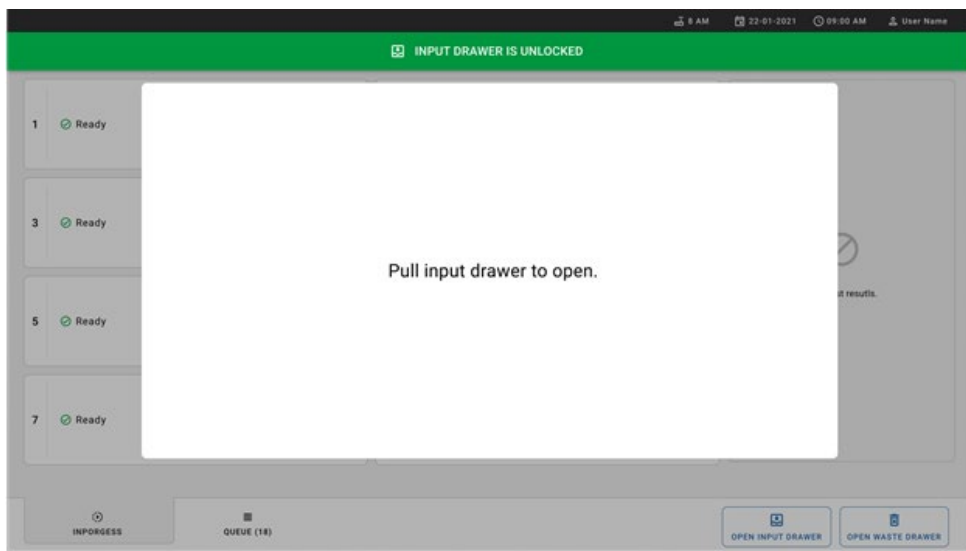 8 AM 22-01-2021 09:00 AM User Name
INPUT DRAWER IS UNLOCKED
1 Ready
3 Ready
Pull input drawer to open.
t resutls.
5 Ready
7 Ready
INPORGESS
QUEUE (18)
OPEN INPUT DRAWER
OPEN WASTE DRAWER